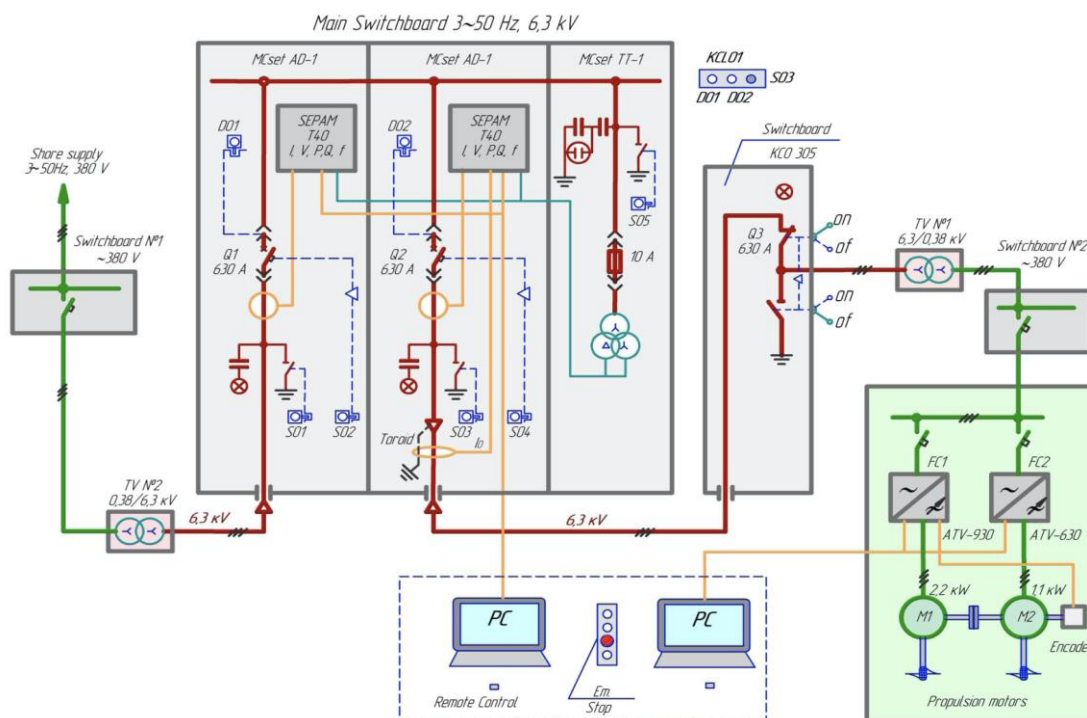 Main Switchboard 3~50 Hz, 6,3 kV
MCset AD-1
MCset AD-1
MCset TT-1
KCLO1
SO3
DO1 DO2
Shore supply
3~50Hz, 380 V
Switchboard №1
~380 V
DO1
SEPAM
T40
I, V, P,Q, f
DO2
SEPAM
T40
I, V, P,Q, f
SO5
Switchboard
KCO 305
Q1
630 A
Q2
630 A
10 A
Q3
630 A
on
of
on
of
TV №1
6,3/0,38 kV
Switchboard №2
~380 V
SO1
SO2
Toroid
I0
SO3
SO4
TV №2
0,38/6,3 kV
6,3 kV
6,3 kV
FC1
FC2
ATV-930
ATV-630
2,2 kW
1,1 kW
M1
M2
Encode
Propulsion motors
PC
PC
Remote Control
Em.
Stop